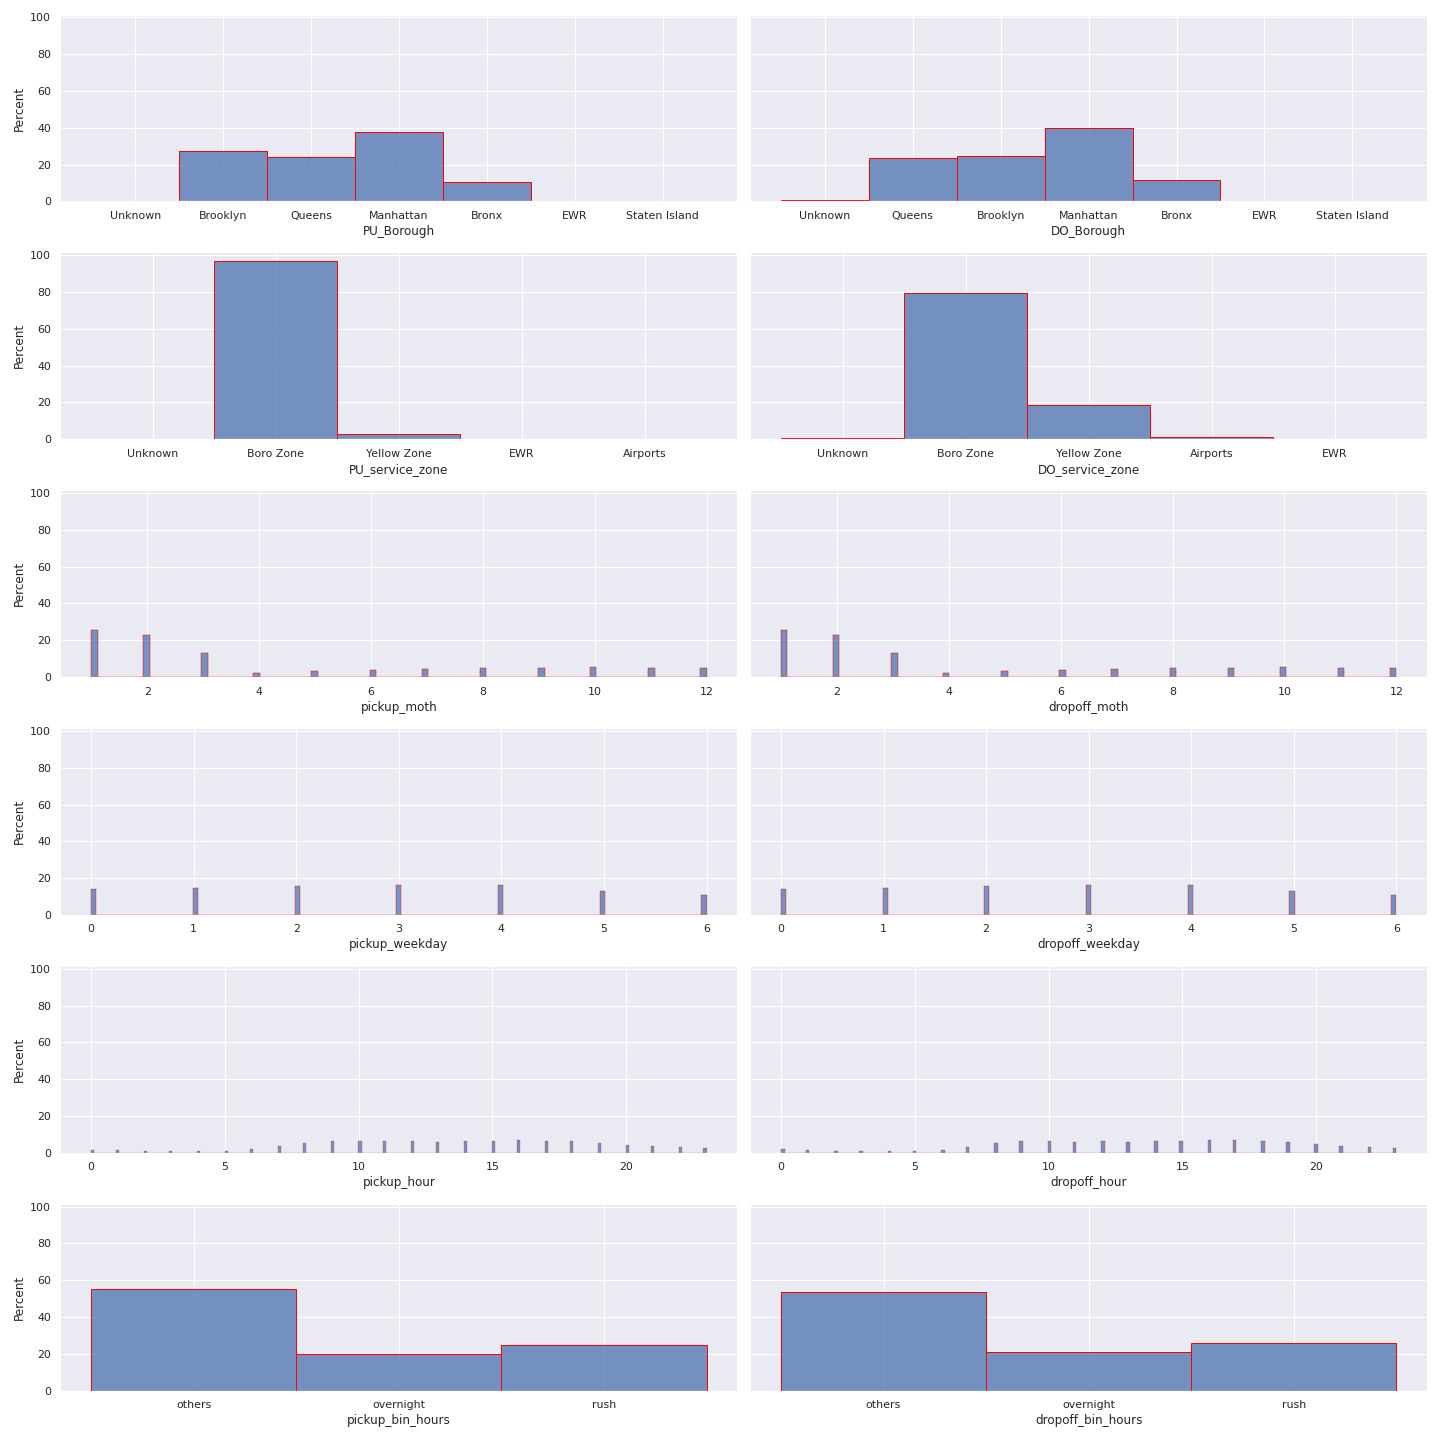 100
80
60
40
20
0
Percent
Unknown Brooklyn Queens Manhattan Bronx EWR Staten Island
PU_Borough
Unknown Queens Brooklyn Manhattan Bronx EWR Staten Island
DO_Borough
100
80
60
40
20
0
Percent
Unknown Boro Zone Yellow Zone EWR Airports
PU_service_zone
Unknown Boro Zone Yellow Zone Airports EWR
DO_service_zone
100
80
60
40
20
0
Percent
2 4 6 8 10 12
pickup_moth
2 4 6 8 10 12
dropoff_moth
100
80
60
40
20
0
Percent
0 1 2 3 4 5 6
pickup_weekday
0 1 2 3 4 5 6
dropoff_weekday
100
80
60
40
20
0
Percent
0 5 10 15 20
pickup_hour
0 5 10 15 20
dropoff_hour
100
80
60
40
20
0
Percent
others overnight rush
pickup_bin_hours
others overnight rush
dropoff_bin_hours